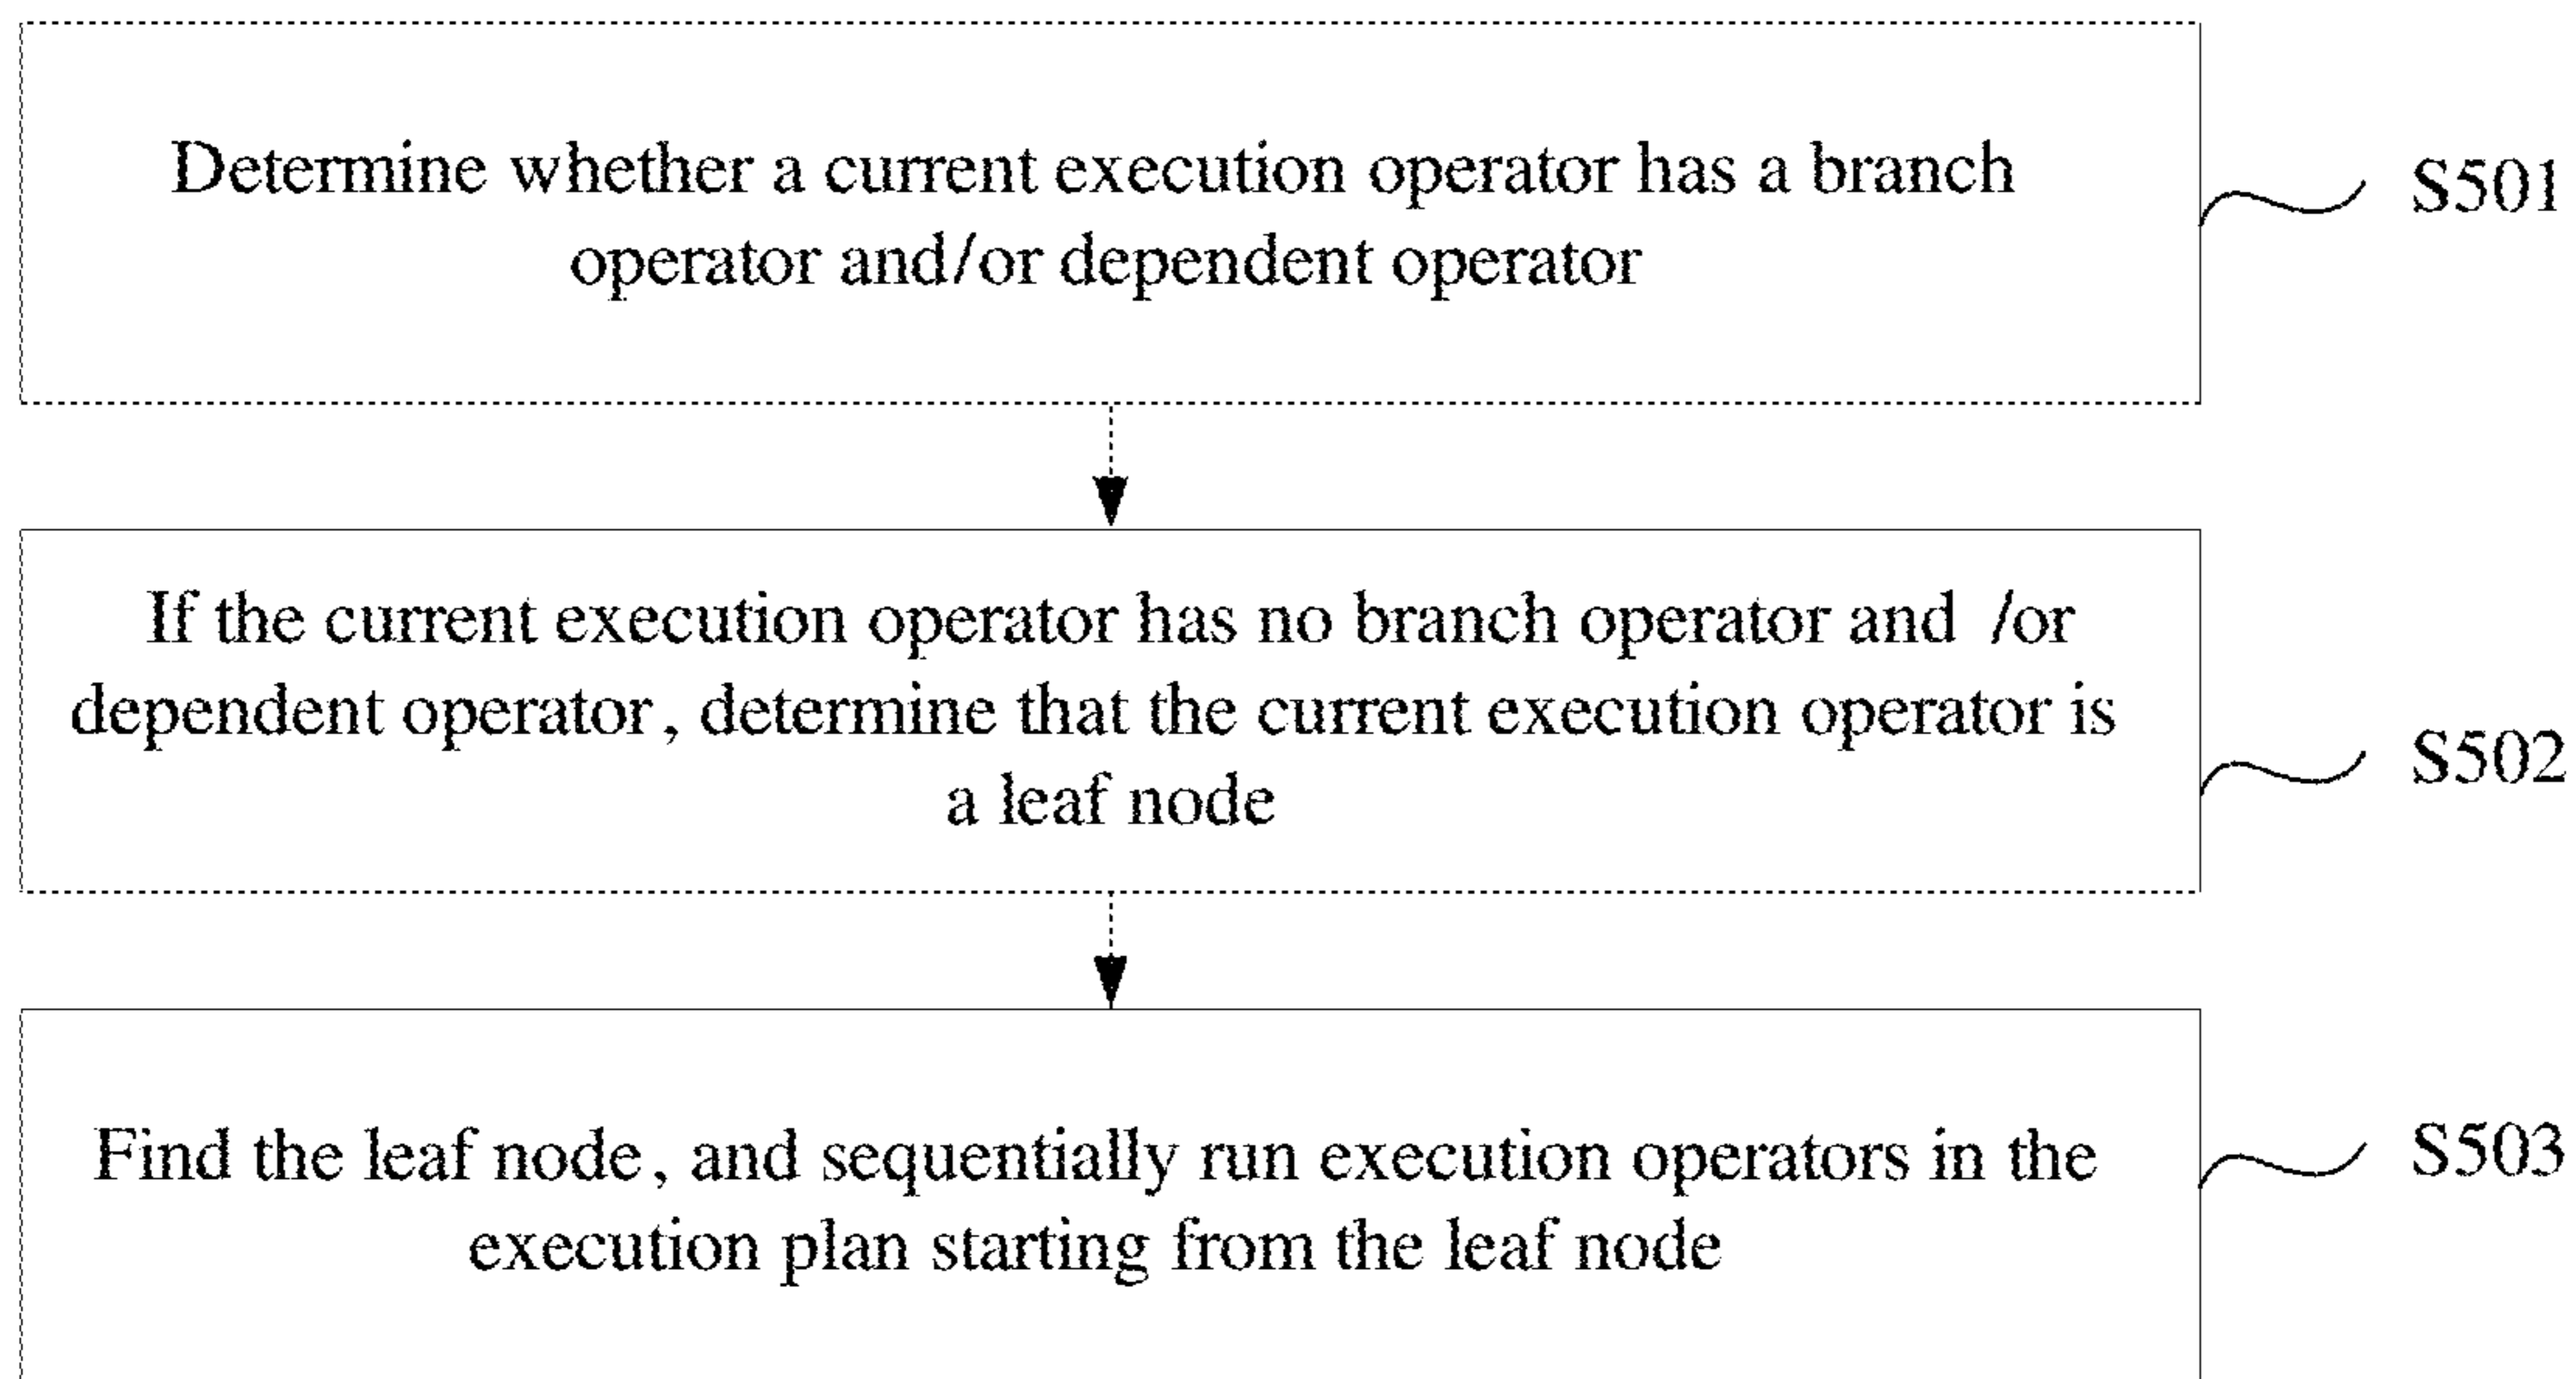 Determine whether a current execution operator has a branch
operator and/or dependent operator
S501
If the current execution operator has no branch operator and /or
dependent operator, determine that the current execution operator is
a leaf node
S502
Find the leaf node, and sequentially run execution operators in the
execution plan starting from the leaf node
S503